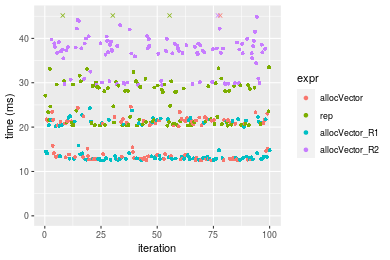 time (ms)
40
30
20
10
0
0
25
50
75
100
iteration
expr
allocVector
rep
allocVector_R1
allocVector_R2